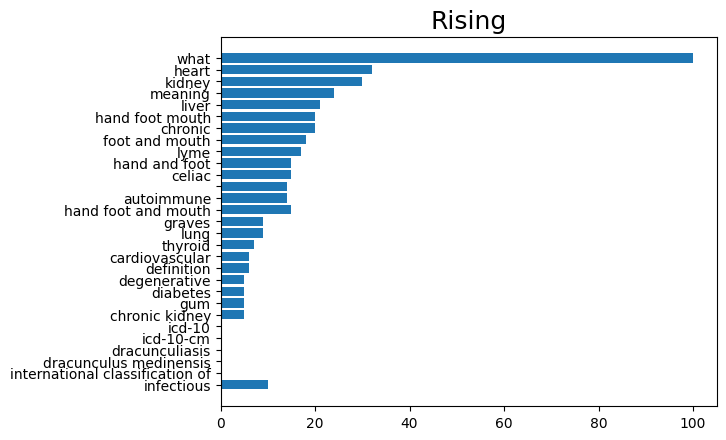 Rising
what
heart
kidney
meaning
liver
hand foot mouth
chronic
foot and mouth
lyme
hand and foot
celiac
autoimmune
hand foot and mouth
graves
lung
thyroid
cardiovascular
definition
degenerative
diabetes
gum
chronic kidney
icd-10
icd-10-cm
dracunculiasis
dracunculus medinensis
international classification of
infectious
0 20 40 60 80 100